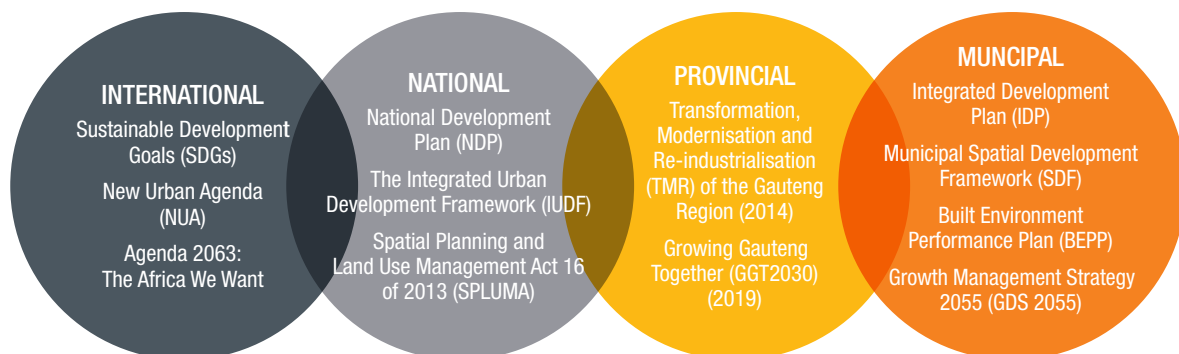 INTERNATIONAL
Sustainable Development
Goals (SDGs)
New Urban Agenda
(NUA)
Agenda 2063:
The Africa We Want
NATIONAL
National Development
Plan (NDP)
The Integrated Urban
Development Framework (IUDF)
Spatial Planning and
Land Use Management Act 16
of 2013 (SPLUMA)
PROVINCIAL
Transformation,
Modernisation and
Re-industrialisation
(TMR) of the Gauteng
Region (2014)
Growing Gauteng
Together (GGT2030)
(2019)
MUNCIPAL
Integrated Development
Plan (IDP)
Municipal Spatial Development
Framework (SDF)
Built Environment
Performance Plan (BEPP)
Growth Management Strategy
2055 (GDS 2055)